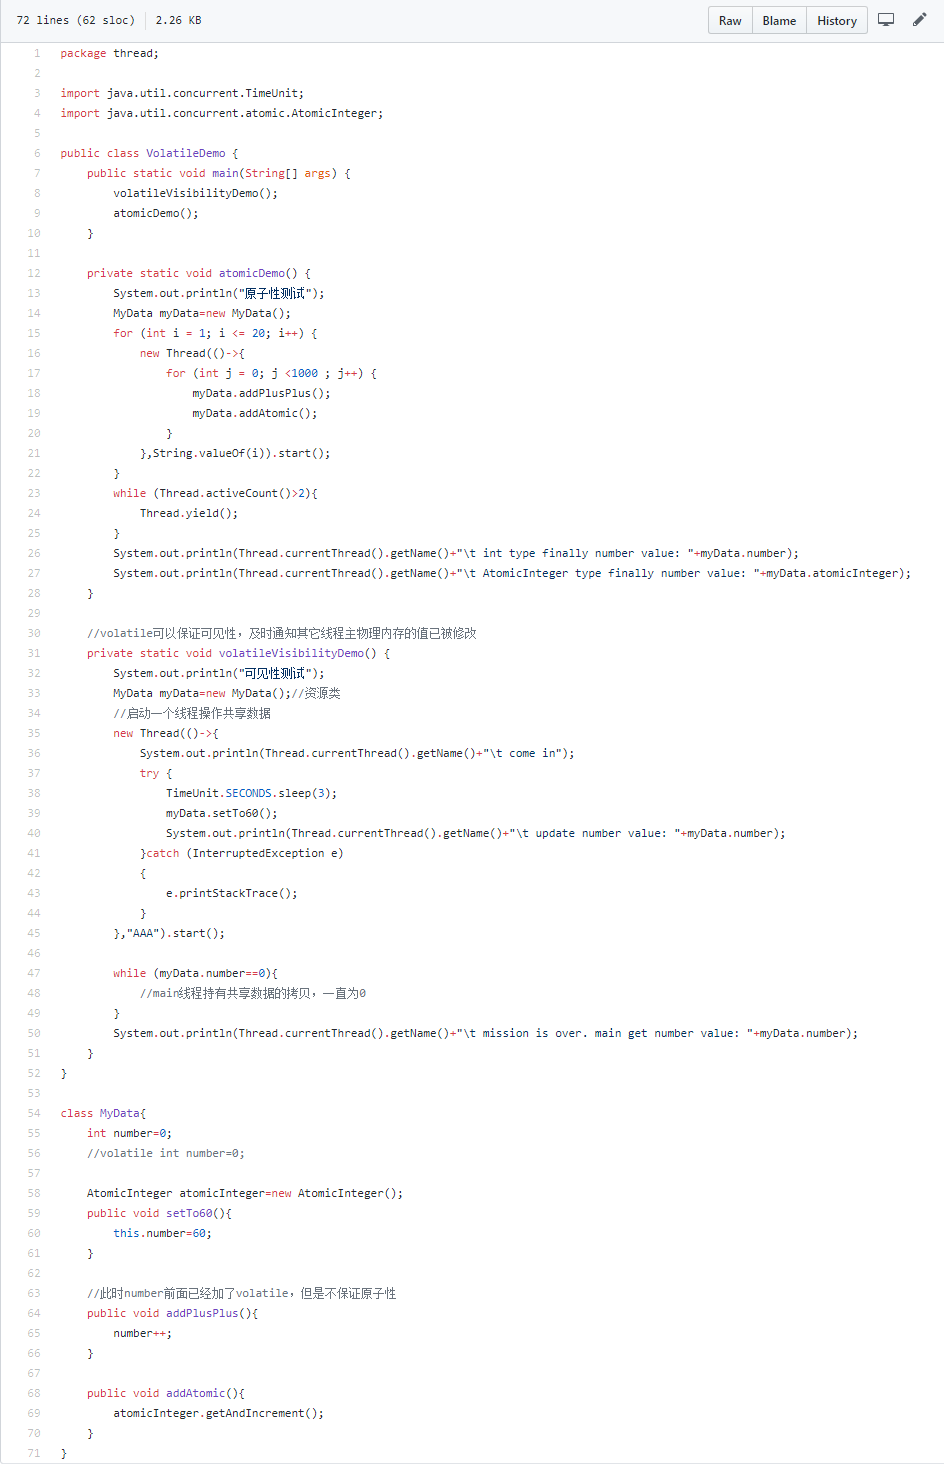 72 lines (62 sloc) 2.26 KB Raw Blame History
1 package thread;
2
3 import java.util.concurrent.TimeUnit;
4 import java.util.concurrent.atomic.AtomicInteger;
5
6 public class VolatileDemo {
7 public static void main(String[] args) {
8 volatileVisibilityDemo();
9 atomicDemo();
10 }
11
12 private static void atomicDemo() {
13 System.out.println("原子性测试");
14 MyData myData=new MyData();
15 for (int i = 1; i <= 20; i++) {
16 new Thread(()->{
17 for (int j = 0; j <1000 ; j++) {
18 myData.addPlusPlus();
19 myData.addAtomic();
20 }
21 },String.valueOf(i)).start();
22 }
23 while (Thread.activeCount()>2){
24 Thread.yield();
25 }
26 System.out.println(Thread.currentThread().getName()+"\t int type finally number value: "+myData.number);
27 System.out.println(Thread.currentThread().getName()+"\t AtomicInteger type finally number value: "+myData.atomicInteger);
28 }
29
30 //volatile可以保证可见性，及时通知其它线程主物理内存的值已被修改
31 private static void volatileVisibilityDemo() {
32 System.out.println("可见性测试");
33 MyData myData=new MyData();//资源类
34 //启动一个线程操作共享数据
35 new Thread(()->{
36 System.out.println(Thread.currentThread().getName()+"\t come in");
37 try {
38 TimeUnit.SECONDS.sleep(3);
39 myData.setTo60();
40 System.out.println(Thread.currentThread().getName()+"\t update number value: "+myData.number);
41 }catch (InterruptedException e)
42 {
43 e.printStackTrace();
44 }
45 },"AAA").start();
46
47 while (myData.number==0){
48 //main线程持有共享数据的拷贝，一直为0
49 }
50 System.out.println(Thread.currentThread().getName()+"\t mission is over. main get number value: "+myData.number);
51 }
52 }
53
54 class MyData{
55 int number=0;
56 //volatile int number=0;
57
58 AtomicInteger atomicInteger=new AtomicInteger();
59 public void setTo60(){
60 this.number=60;
61 }
62
63 //此时number前面已经加了volatile，但是不保证原子性
64 public void addPlusPlus(){
65 number++;
66 }
67
68 public void addAtomic(){
69 atomicInteger.getAndIncrement();
70 }
71 }